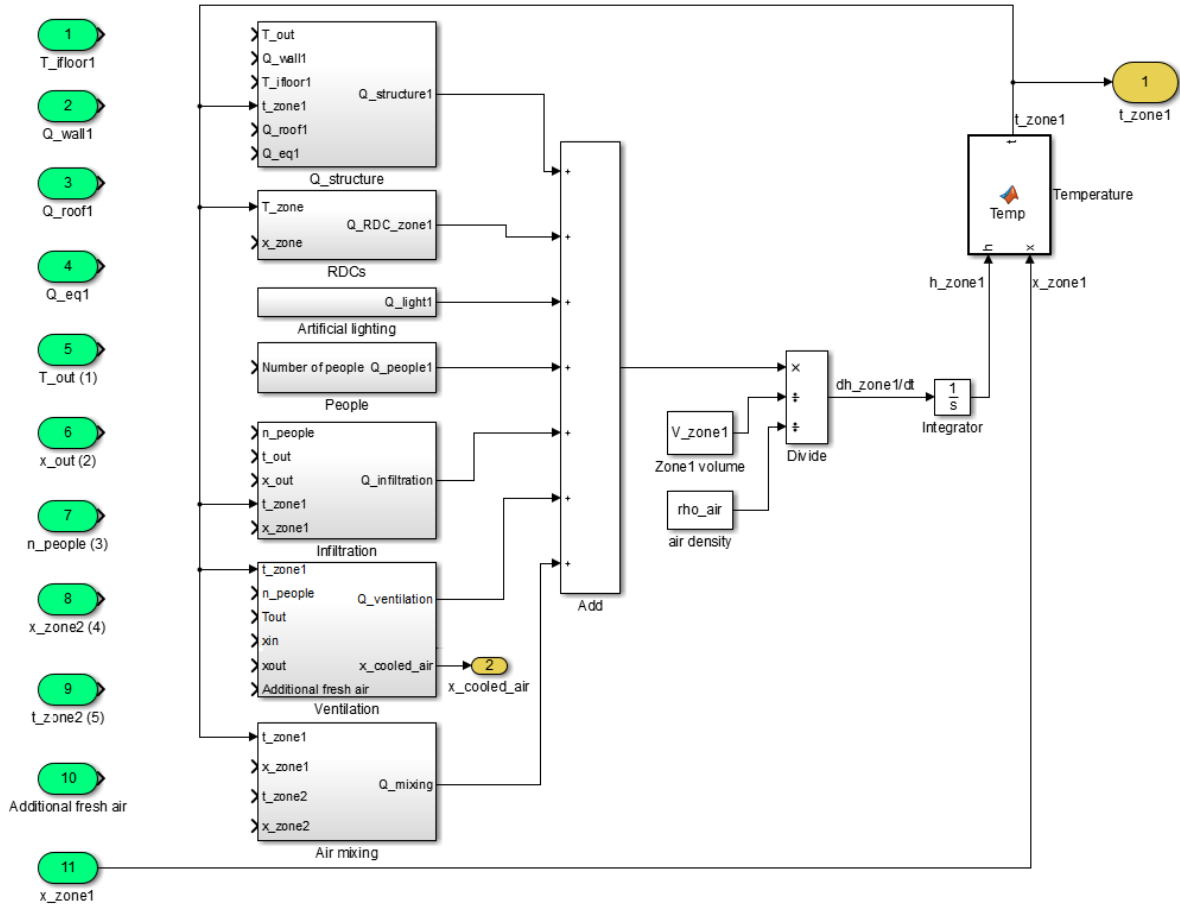 1
T_ifloor1
2
Q_wall1
3
Q_roof1
4
Q_eq1
5
T_out (1)
6
x_out (2)
7
n_people (3)
8
x_zone2 (4)
9
t_zone2 (5)
10
Additional fresh air
11
x_zone1
T_out
Q_wall1
T_ifloor1
t_zone1
Q_roof1
Q_eq1
Q_structure1
Q_structure
T_zone
x_zone
Q_RDC_zone1
RDCs
Q_light1
Artificial lighting
Number of people
Q_people1
People
n_people
t_out
x_out
t_zone1
x_zone1
Q_infiltration
Infiltration
t_zone1
n_people
Tout
xin
xout
Additional fresh air
Q_ventilation
x_cooled_air
Ventilation
2
x_cooled_air
t_zone1
x_zone1
t_zone2
x_zone2
Q_mixing
Air mixing
+
+
+
+
+
+
+
Add
V_zone1
Zone1 volume
rho_air
air density
×
÷
÷
Divide
dh_zone1/dt
1
s
Integrator
h_zone1
x_zone1
t
Temp
h
x
Temperature
t_zone1
1
t_zone1